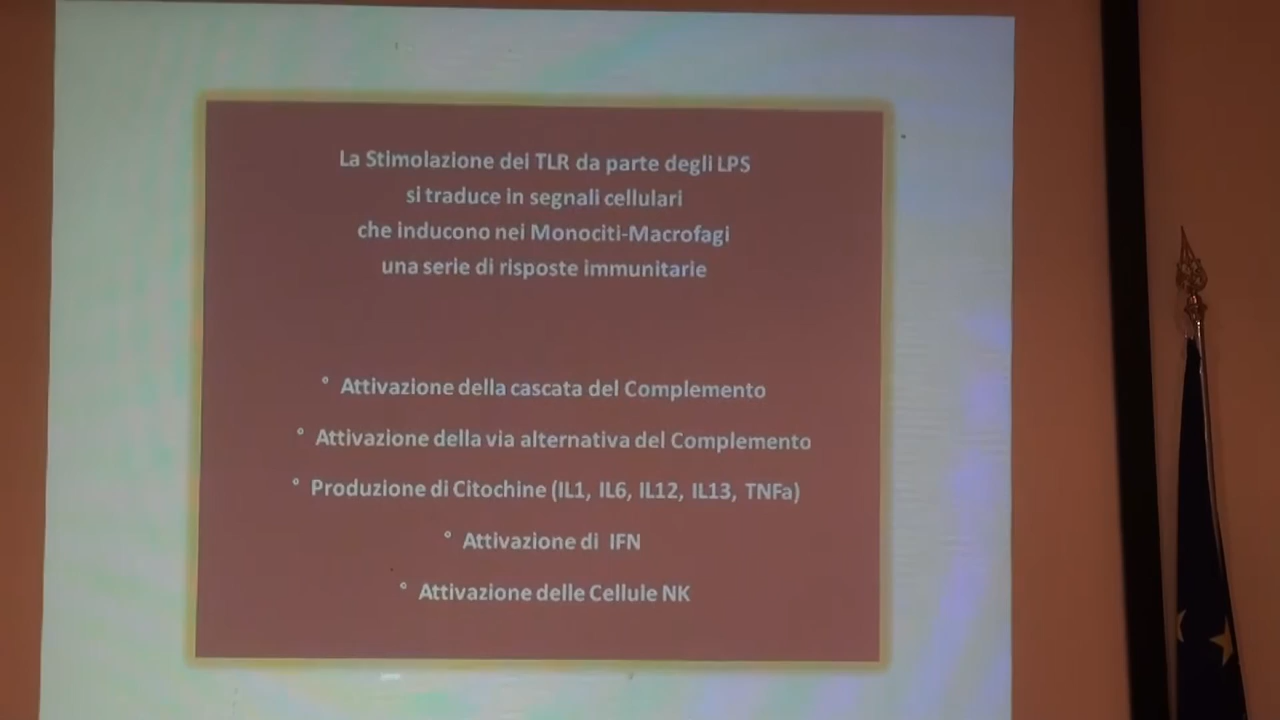 La Stimolazione dei TLR da parte degli LPS
si traduce in segnali cellulari
che inducono nei Monociti-Macrofagi
una serie di risposte immunitarie
° Attivazione della cascata del Complemento
° Attivazione della via alternativa del Complemento
° Produzione di Citochine (IL1, IL6, IL12, IL13, TNFa)
° Attivazione di IFN
° Attivazione delle Cellule NK